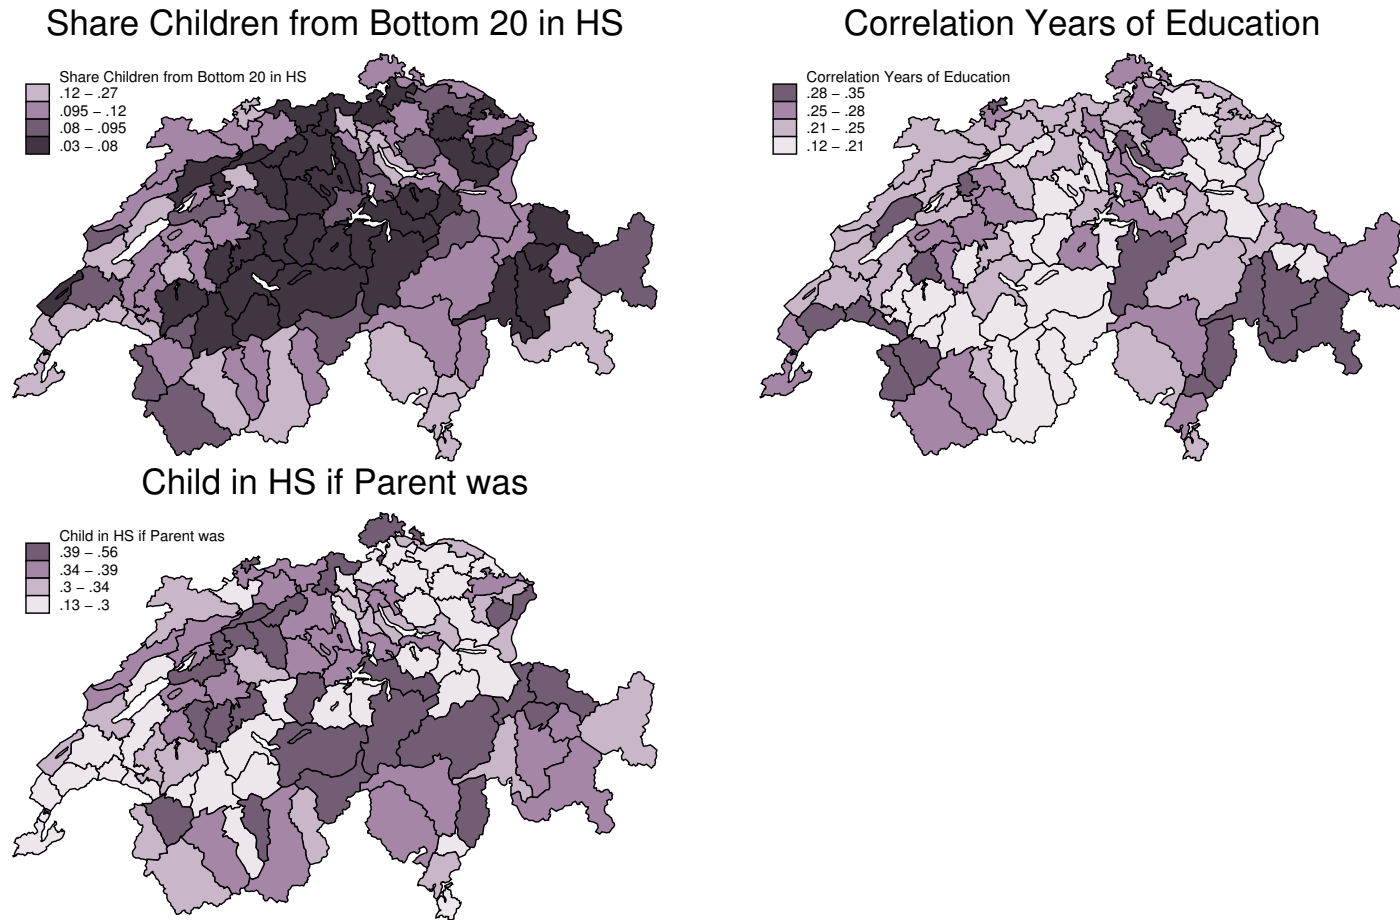 Share Children from Bottom 20 in HS
Share Children from Bottom 20 in HS
.12 – .27
.095 – .12
.08 – .095
.03 – .08
Correlation Years of Education
Correlation Years of Education
.28 – .35
.25 – .28
.21 – .25
.12 – .21
Child in HS if Parent was
Child in HS if Parent was
.39 – .56
.34 – .39
.3 – .34
.13 – .3